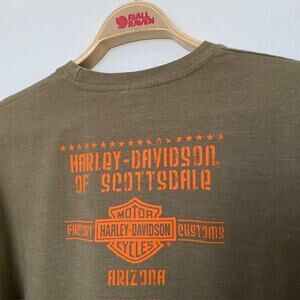 FJALL
RAVEN
HARLEY-DAVIDSON
OF SCOTTSDALE
MOTOR
FACTORY HARLEY-DAVIDSON CUSTOMS
CYCLES
ARIZONA